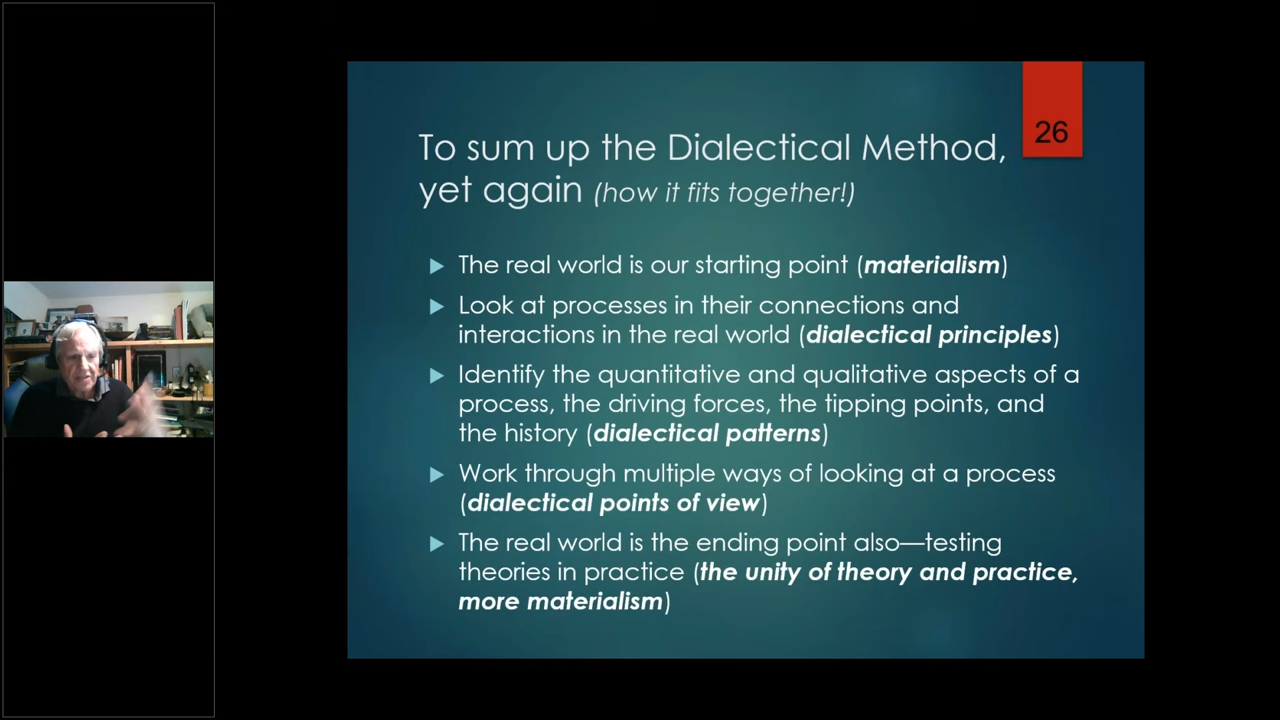 26
To sum up the Dialectical Method,
yet again (how it fits together!)
The real world is our starting point (materialism)
Look at processes in their connections and
interactions in the real world (dialectical principles)
Identify the quantitative and qualitative aspects of a
process, the driving forces, the tipping points, and
the history (dialectical patterns)
Work through multiple ways of looking at a process
(dialectical points of view)
The real world is the ending point also—testing
theories in practice (the unity of theory and practice,
more materialism)